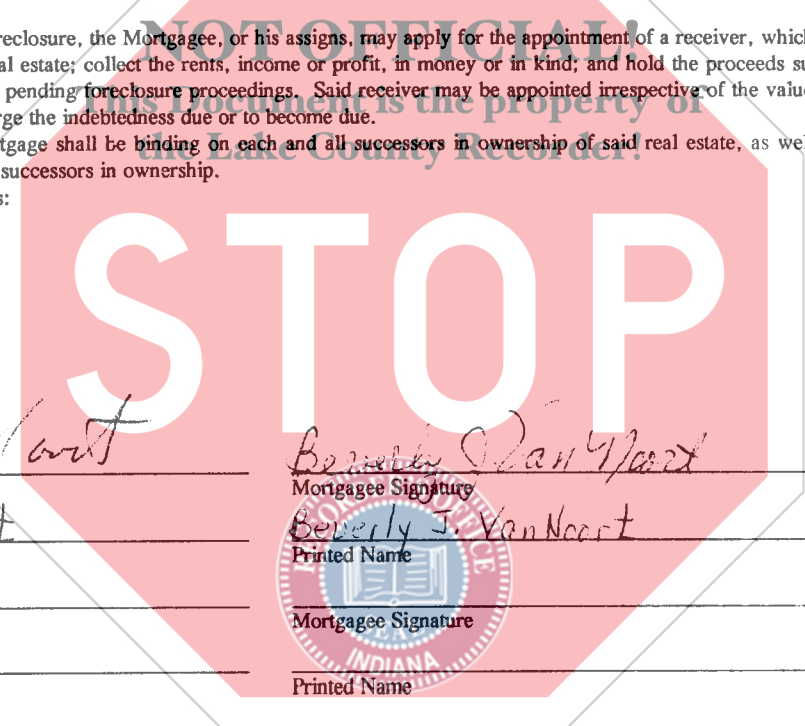 NOT OFFICIAL!
reclosure, the Mortgagee, or his assigns, may apply for the appointment of a receiver, which
al estate; collect the rents, income or profit, in money or in kind; and hold the proceeds su
pending foreclosure proceedings. Said receiver may be appointed irrespective of the value
This Document is the property of
rge the indebtedness due or to become due.
tgage shall be binding on each and all successors in ownership of said real estate, as wel
the Lake County Recorder!
successors in ownership.
s:
STOP
Beverly J Van Noort
Mortgagee Signature
Beverly J. VanNoort
Printed Name
Mortgagee Signature
INDIANA
Printed Name